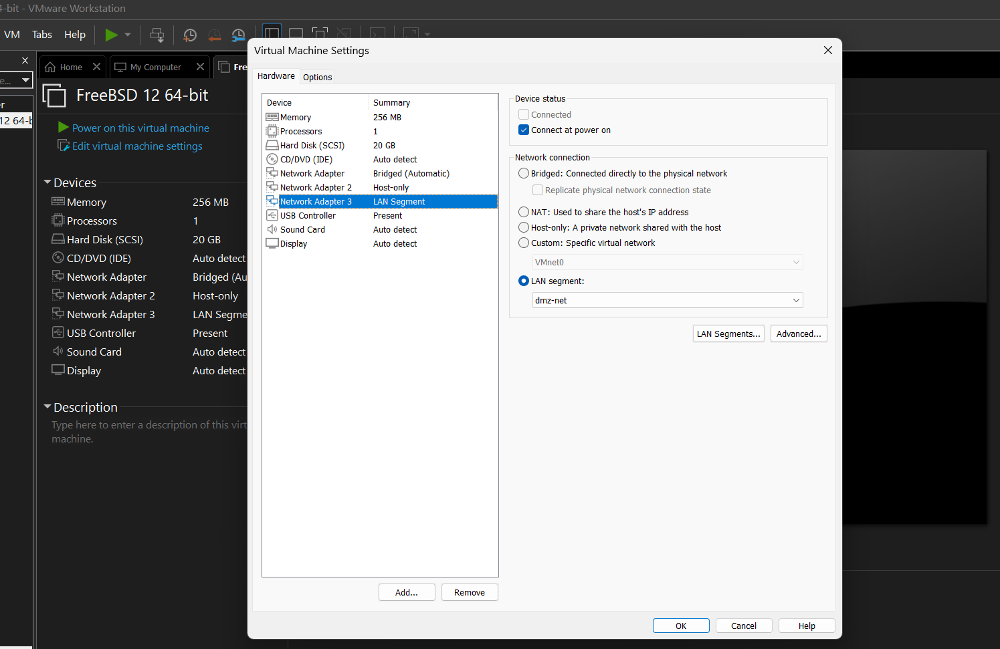 4-bit - VMware Workstation
VM Tabs Help
Home
My Computer
Fre
e...
FreeBSD 12 64-bit
r
12 64-b
Power on this virtual machine
Edit virtual machine settings
Devices
Memory 256 MB
Processors 1
Hard Disk (SCSI) 20 GB
CD/DVD (IDE) Auto detect
Network Adapter Bridged (Au
Network Adapter 2 Host-only
Network Adapter 3 LAN Segme
USB Controller Present
Sound Card Auto detect
Display Auto detect
Description
Type here to enter a description of this virt
machine.
Virtual Machine Settings
Hardware Options
Device Summary
Memory 256 MB
Processors 1
Hard Disk (SCSI) 20 GB
CD/DVD (IDE) Auto detect
Network Adapter Bridged (Automatic)
Network Adapter 2 Host-only
Network Adapter 3 LAN Segment
USB Controller Present
Sound Card Auto detect
Display Auto detect
Add... Remove
Device status
Connected
Connect at power on
Network connection
Bridged: Connected directly to the physical network
Replicate physical network connection state
NAT: Used to share the host's IP address
Host-only: A private network shared with the host
Custom: Specific virtual network
VMnet0
LAN segment:
dmz-net
LAN Segments... Advanced...
OK Cancel Help